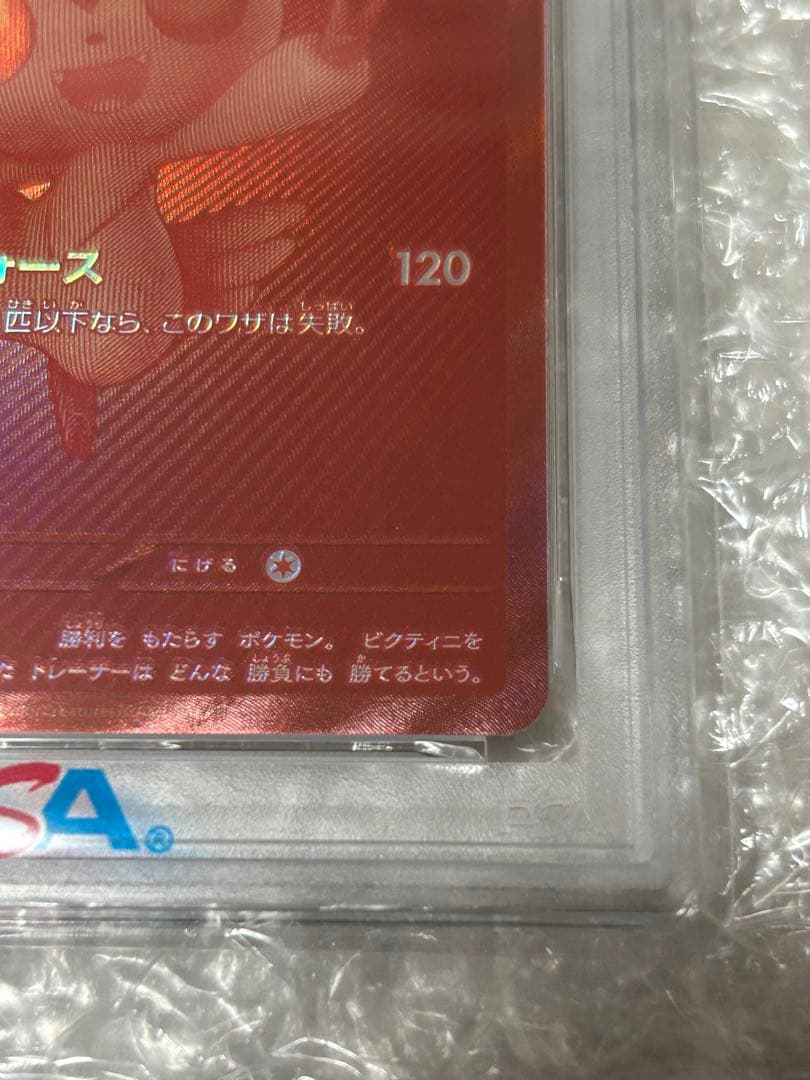 ォース 120
匹以下なら、このワザは失敗。
にげる
勝利を もたらす ポケモン。 ビクティニを
た トレーナーは どんな 勝負にも 勝てるという。
SA®